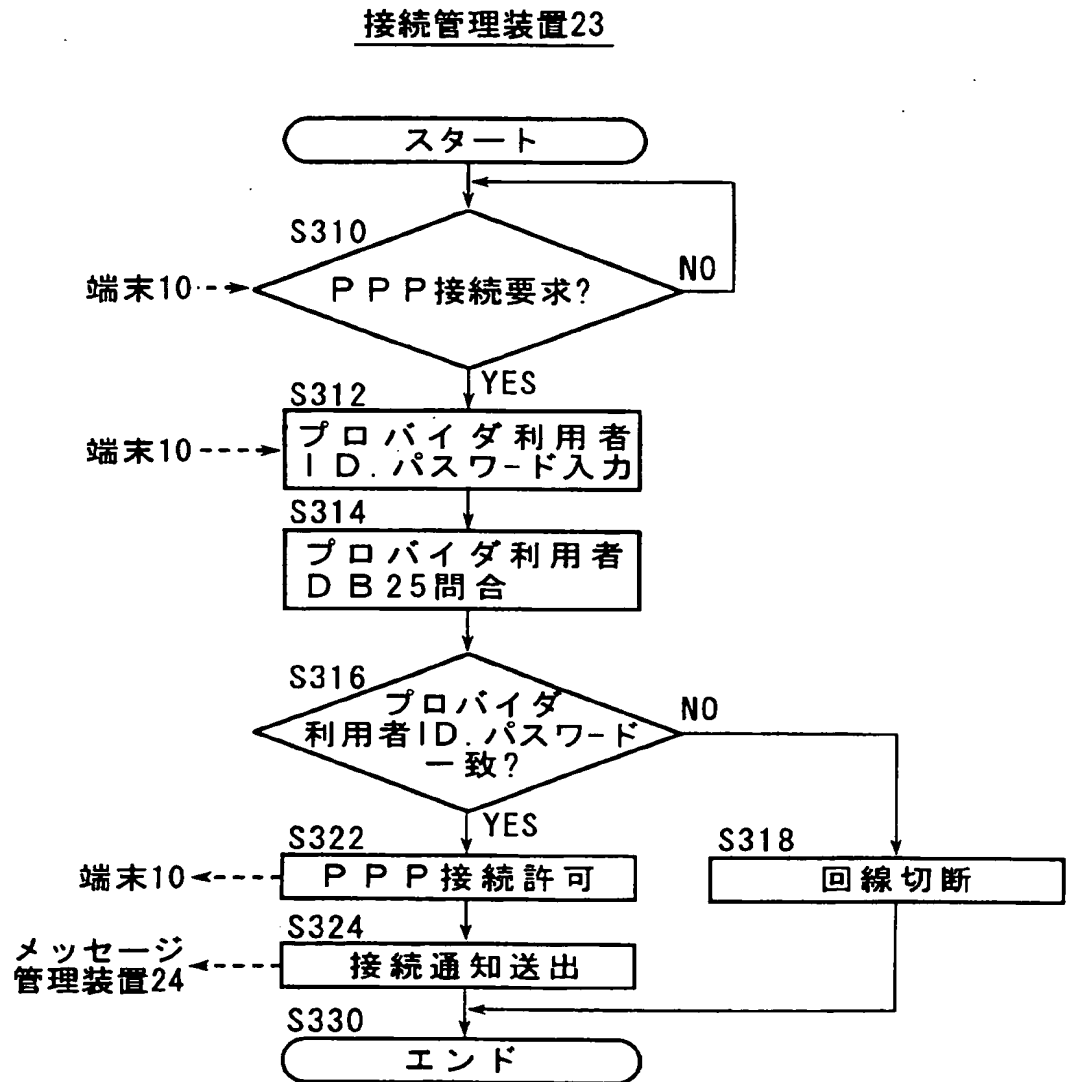 接続管理装置23
スタート
S310
端末10
PPP接続要求?
NO
YES
S312
端末10
プロバイダ利用者
ID.パスワード入力
S314
プロバイダ利用者
DB25問合
S316
プロバイダ
利用者ID.パスワード
一致?
NO
YES
S322
端末10
PPP接続許可
S318
回線切断
S324
メッセージ
管理装置24
接続通知送出
S330
エンド